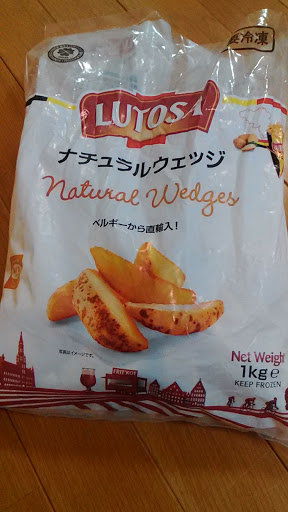 要冷凍
LUTOSA
ナチュラルウェッジ
Natural Wedges
ベルギーから直輸入！
写真はイメージです。
FRIT'KOT
Net Weigh
1kg e
KEEP FROZEN